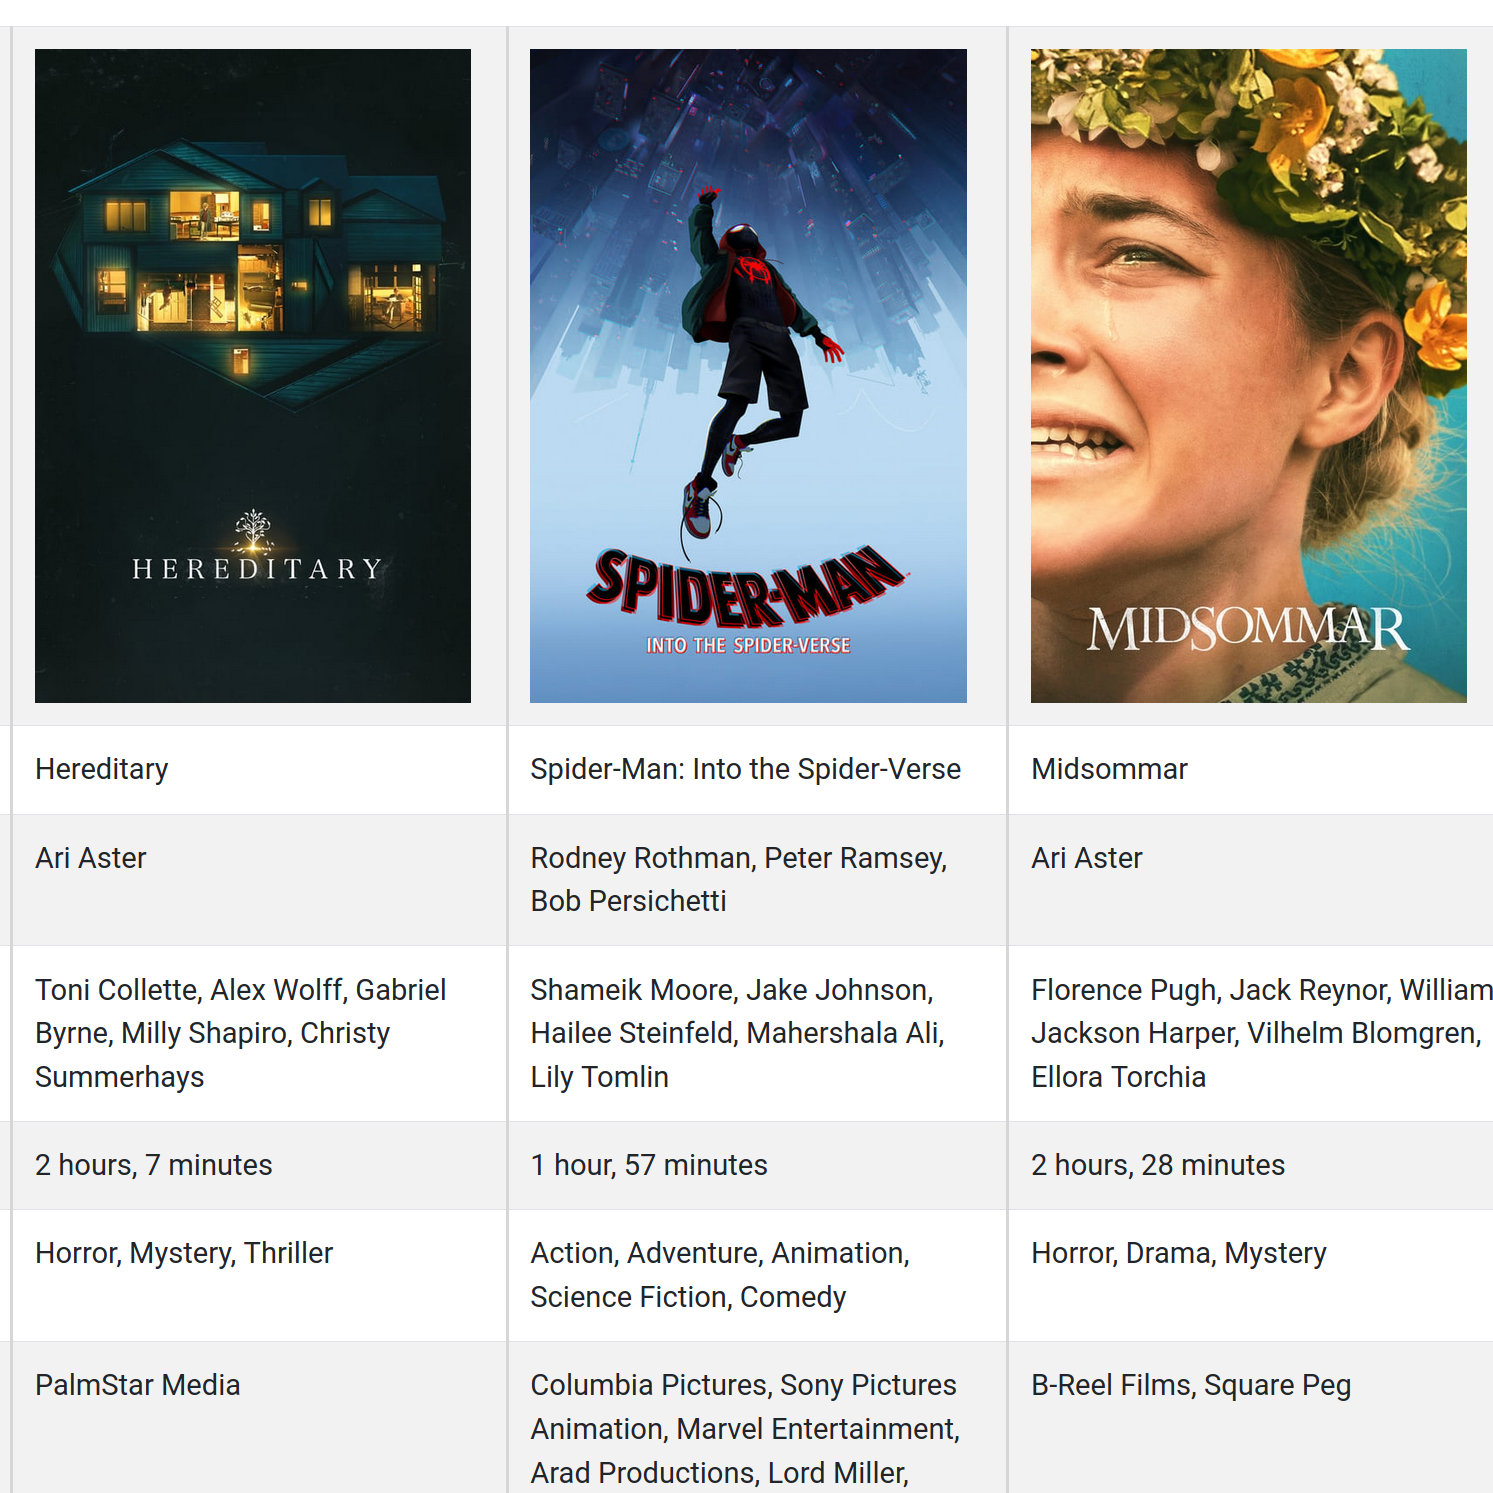 HEREDITARY
SPIDER-MAN
INTO THE SPIDER-VERSE
MIDSOMMAR
Hereditary
Spider-Man: Into the Spider-Verse
Midsommar
Ari Aster
Rodney Rothman, Peter Ramsey,
Bob Persichetti
Ari Aster
Toni Collette, Alex Wolff, Gabriel
Byrne, Milly Shapiro, Christy
Summerhays
Shameik Moore, Jake Johnson,
Hailee Steinfeld, Mahershala Ali,
Lily Tomlin
Florence Pugh, Jack Reynor, William
Jackson Harper, Vilhelm Blomgren,
Ellora Torchia
2 hours, 7 minutes
1 hour, 57 minutes
2 hours, 28 minutes
Horror, Mystery, Thriller
Action, Adventure, Animation,
Science Fiction, Comedy
Horror, Drama, Mystery
PalmStar Media
Columbia Pictures, Sony Pictures
Animation, Marvel Entertainment,
Arad Productions, Lord Miller,
B-Reel Films, Square Peg